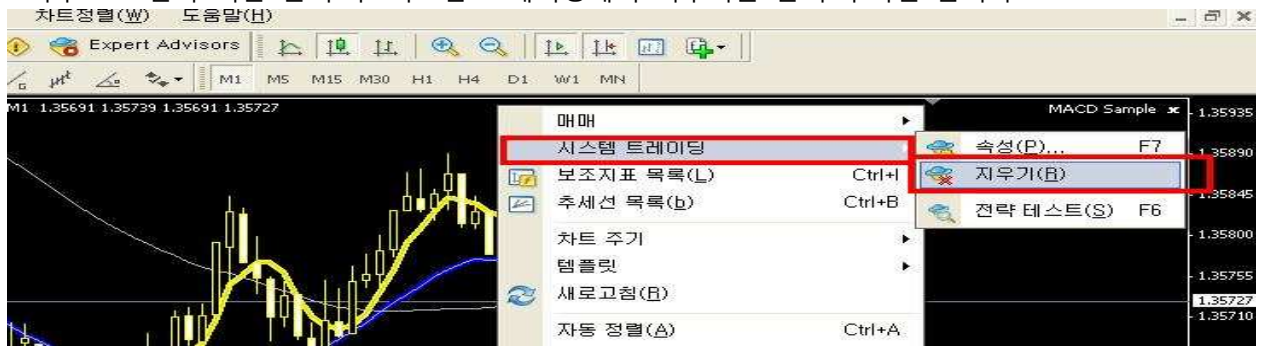 차트정렬(W) 도움말(H)
Expert Advisors
M1 M5 M15 M30 H1 H4 D1 W1 MN
M1 1.35691 1.35739 1.35691 1.35727
MACD Sample
1.35935
매매
시스템 트레이딩
속성(P)... F7
1.35890
보조지표 목록(L) Ctrl+I
지우기(R)
추세선 목록(b) Ctrl+B
1.35845
전략 테스트(S) F6
차트 주기
1.35800
템플릿
1.35755
새로고침(R)
1.35727
1.35710
자동 정렬(A) Ctrl+A